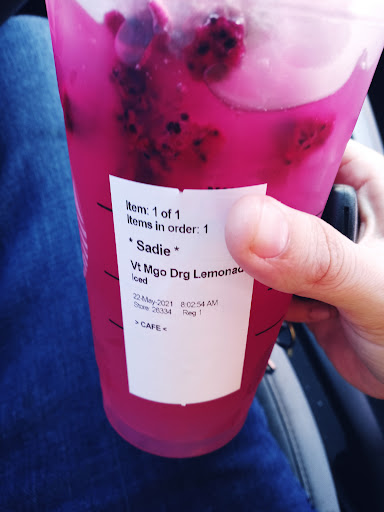 Item: 1 of 1
Items in order: 1
* Sadie *
Vt Mgo Drg Lemonad
Iced
22-May-2021 8:02:54 AM
Store: 26334 Reg 1
> CAFE <